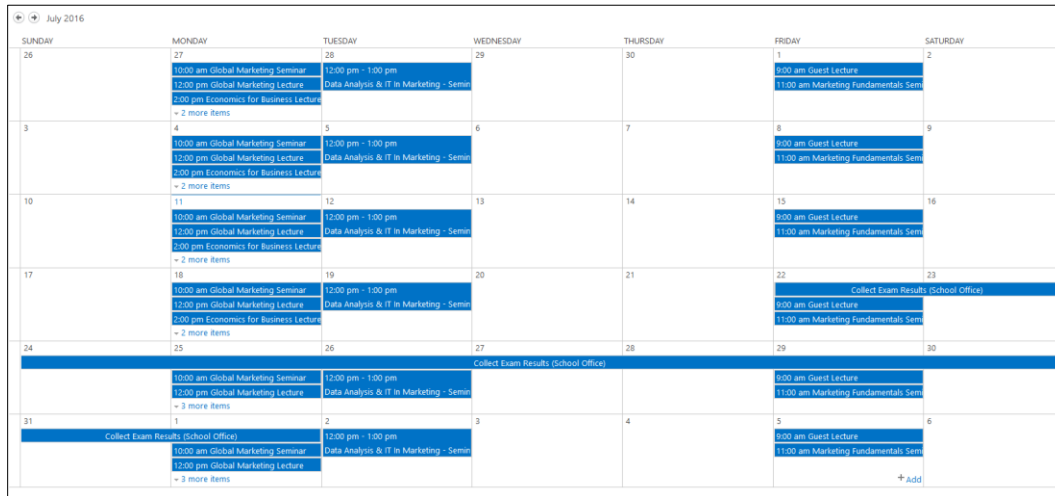 July 2016
SUNDAY MONDAY TUESDAY WEDNESDAY THURSDAY FRIDAY SATURDAY
26 27 28 29 30 1 2
10:00 am Global Marketing Seminar 12:00 pm - 1:00 pm 9:00 am Guest Lecture
12:00 pm Global Marketing Lecture Data Analysis & IT In Marketing - Semin 11:00 am Marketing Fundamentals Sem
2:00 pm Economics for Business Lecture
2 more items
3 4 5 6 7 8 9
10:00 am Global Marketing Seminar 12:00 pm - 1:00 pm 9:00 am Guest Lecture
12:00 pm Global Marketing Lecture Data Analysis & IT In Marketing - Semin 11:00 am Marketing Fundamentals Sem
2:00 pm Economics for Business Lecture
2 more items
10 11 12 13 14 15 16
10:00 am Global Marketing Seminar 12:00 pm - 1:00 pm 9:00 am Guest Lecture
12:00 pm Global Marketing Lecture Data Analysis & IT In Marketing - Semin 11:00 am Marketing Fundamentals Sem
2:00 pm Economics for Business Lecture
2 more items
17 18 19 20 21 22 23
10:00 am Global Marketing Seminar 12:00 pm - 1:00 pm Collect Exam Results (School Office)
12:00 pm Global Marketing Lecture Data Analysis & IT In Marketing - Semin 9:00 am Guest Lecture
2:00 pm Economics for Business Lecture 11:00 am Marketing Fundamentals Sem
2 more items
24 25 26 27 28 29 30
Collect Exam Results (School Office)
10:00 am Global Marketing Seminar 12:00 pm - 1:00 pm 9:00 am Guest Lecture
12:00 pm Global Marketing Lecture Data Analysis & IT In Marketing - Semin 11:00 am Marketing Fundamentals Sem
3 more items
31 1 2 3 4 5 6
Collect Exam Results (School Office) 12:00 pm - 1:00 pm 9:00 am Guest Lecture
10:00 am Global Marketing Seminar Data Analysis & IT In Marketing - Semin 11:00 am Marketing Fundamentals Sem
12:00 pm Global Marketing Lecture
3 more items + Add